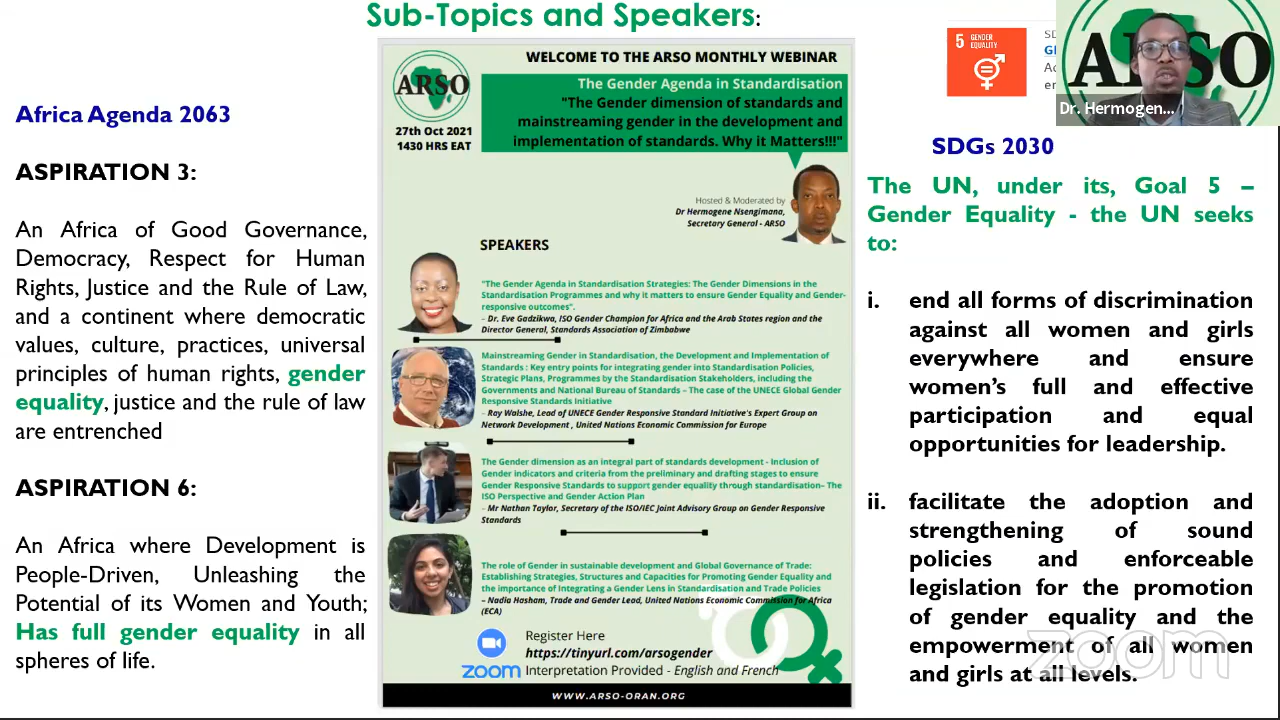 Sub-Topics and Speakers:
Africa Agenda 2063
ASPIRATION 3:
An Africa of Good Governance,
Democracy, Respect for Human
Rights, Justice and the Rule of Law,
and a continent where democratic
values, culture, practices, universal
principles of human rights, gender
equality, justice and the rule of law
are entrenched
ASPIRATION 6:
An Africa where Development is
People-Driven, Unleashing the
Potential of its Women and Youth;
Has full gender equality in all
spheres of life.
ARSO
27th Oct 2021
1430 HRS EAT
WELCOME TO THE ARSO MONTHLY WEBINAR
The Gender Agenda in Standardisation
"The Gender dimension of standards and
mainstreaming gender in the development and
implementation of standards. Why it Matters!!!"
Hosted & Moderated by
Dr Hermogene Nsengimana,
Secretary General - ARSO
SPEAKERS
"The Gender Agenda in Standardisation Strategies: The Gender Dimensions in the
Standardisation Programmes and why it matters to ensure Gender Equality and Gender-
responsive outcomes".
– Dr. Eve Gadzikwa, ISO Gender Champion for Africa and the Arab States region and the
Director General, Standards Association of Zimbabwe
Mainstreaming Gender in Standardisation, the Development and Implementation of
Standards : Key entry points for integrating gender into Standardisation Policies,
Strategic Plans, Programmes by the Standardisation Stakeholders, including the
Governments and National Bureau of Standards – The case of the UNECE Global Gender
Responsive Standards Initiative
– Ray Walshe, Lead of UNECE Gender Responsive Standard Initiative's Expert Group on
Network Development , United Nations Economic Commission for Europe
The Gender dimension as an integral part of standards development - Inclusion of
Gender indicators and criteria from the preliminary and drafting stages to ensure
Gender Responsive Standards to support gender equality through standardisation– The
ISO Perspective and Gender Action Plan
– Mr Nathan Taylor, Secretary of the ISO/IEC Joint Advisory Group on Gender Responsive
Standards
The role of Gender in sustainable development and Global Governance of Trade:
Establishing Strategies, Structures and Capacities for Promoting Gender Equality and
the importance of Integrating a Gender Lens in Standardisation and Trade Policies
– Nadia Hasham, Trade and Gender Lead, United Nations Economic Commission for Africa
(ECA)
Register Here
https://tinyurl.com/arsogender
zoom Interpretation Provided - English and French
WWW.ARSO-ORAN.ORG
5 GENDER
EQUALITY
ARSO
Dr. Hermogen...
SDGs 2030
The UN, under its, Goal 5 –
Gender Equality - the UN seeks
to:
i. end all forms of discrimination
against all women and girls
everywhere and ensure
women's full and effective
participation and equal
opportunities for leadership.
ii. facilitate the adoption and
strengthening of sound
policies and enforceable
legislation for the promotion
of gender equality and the
empowerment of all women
and girls at all levels.
zoom